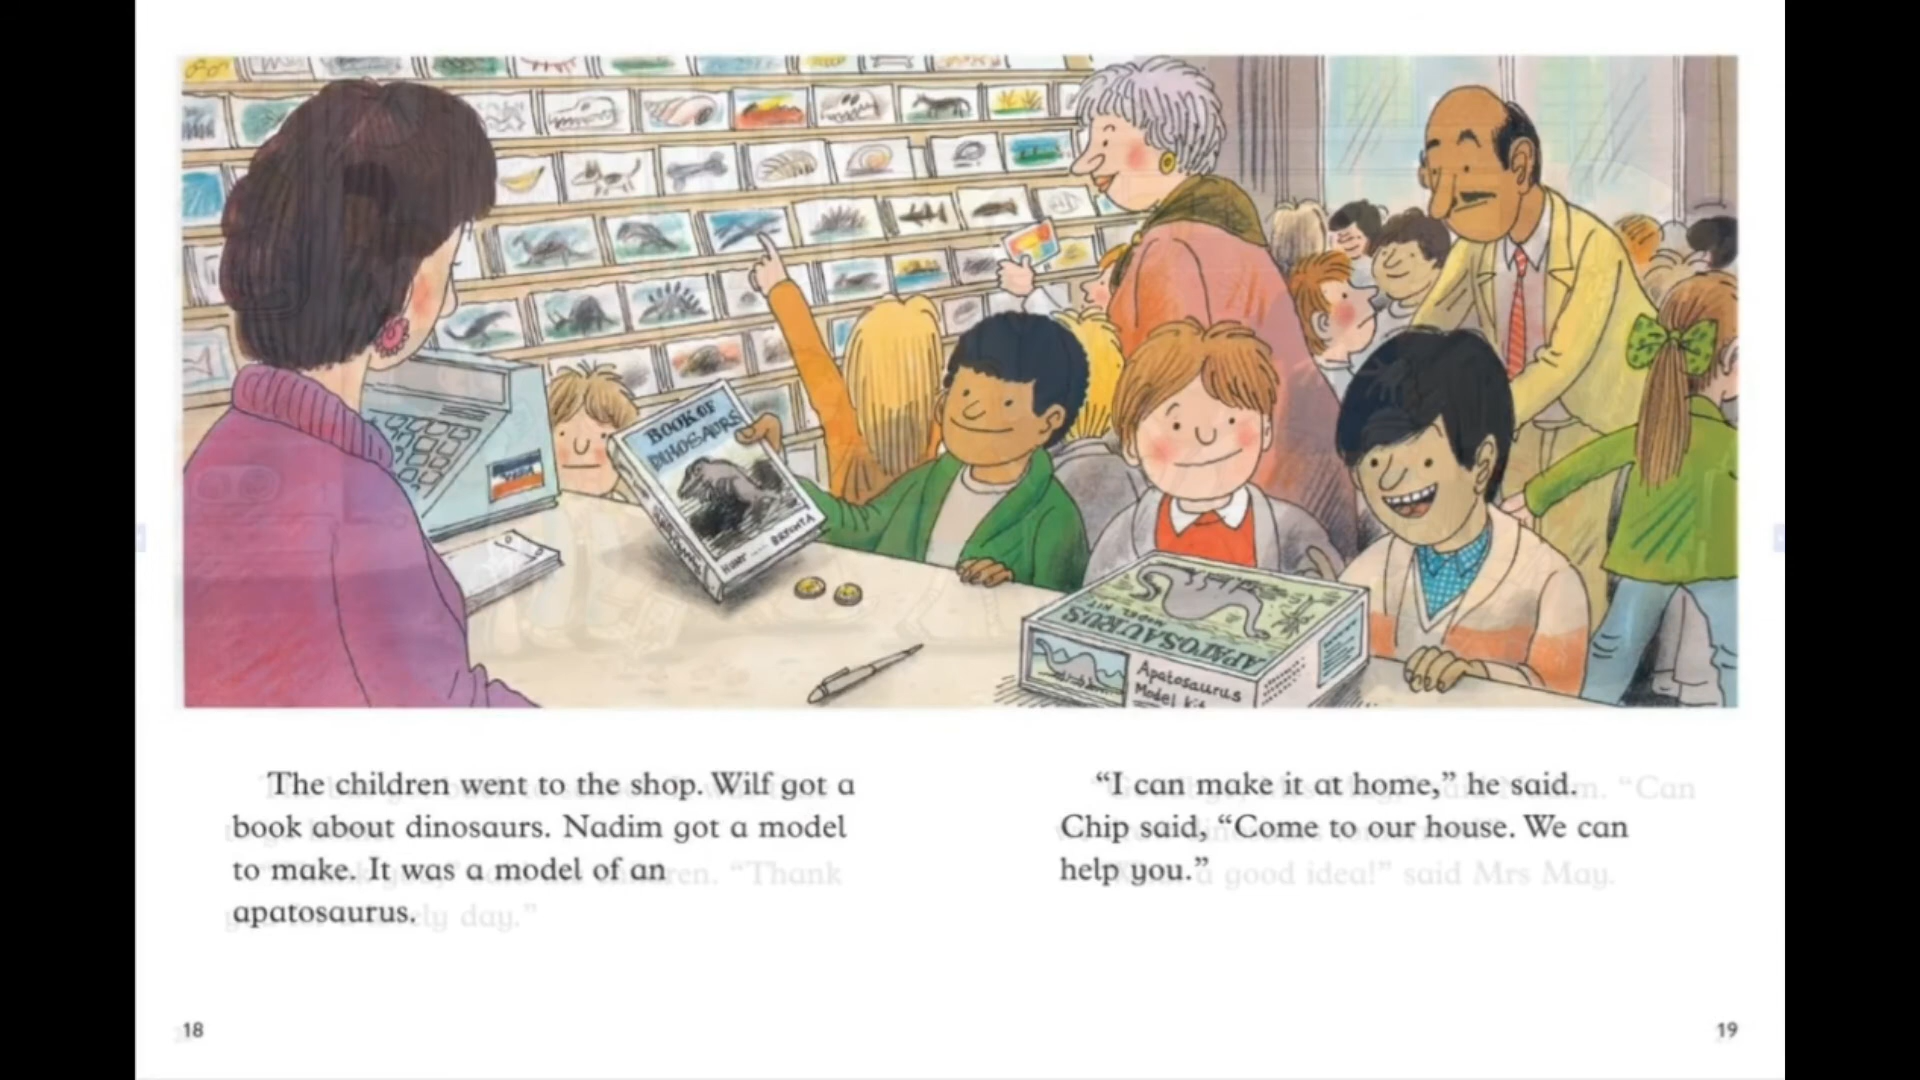 BOOK OF
DINOSAURS
HUNT
BRYCHTA
APATOSAURUS
MODEL KIT
Apatosaurus
Model kit
The children went to the shop. Wilf got a
book about dinosaurs. Nadim got a model
to make. It was a model of an
apatosaurus.
“I can make it at home,” he said.
Chip said, “Come to our house. We can
help you.”
18
19